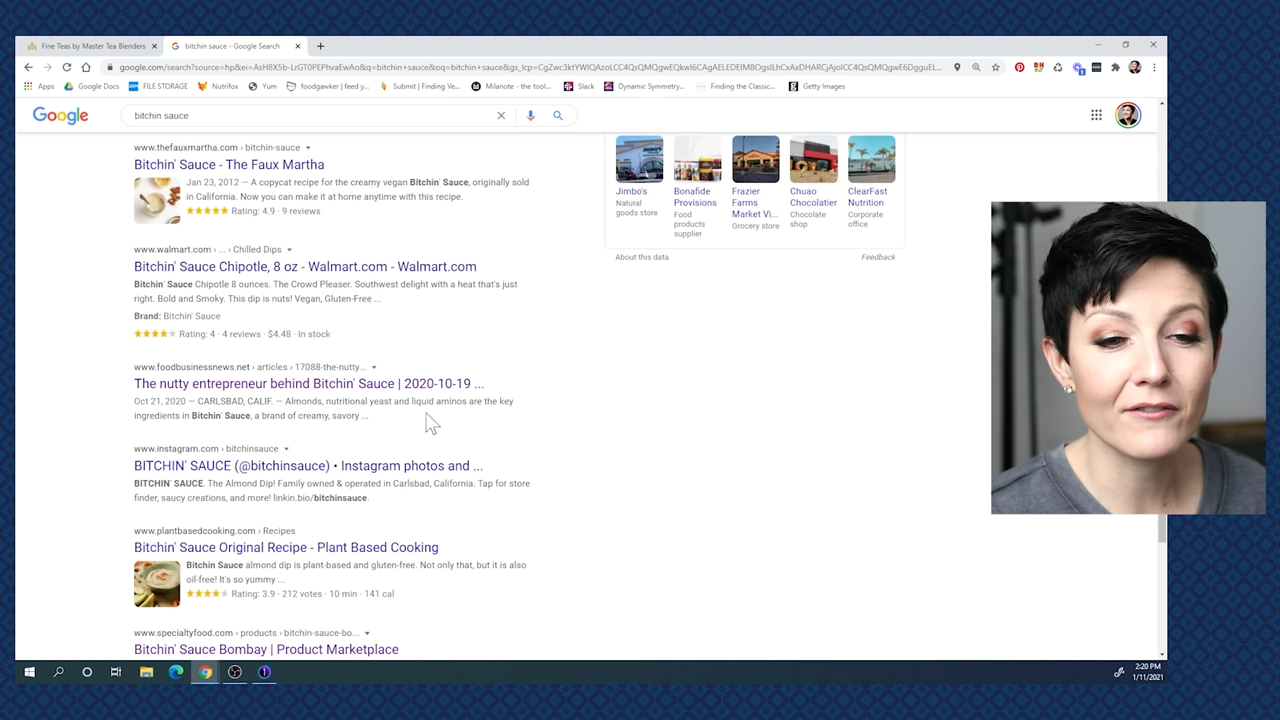 Fine Teas by Master Tea Blenders
bitchin sauce - Google Search
Apps
Google Docs
FILE STORAGE
Nutrifox
Yum
foodgawker | feed y...
Submit | Finding Ve...
Milanote - the tool...
Slack
Dynamic Symmetry...
Finding the Classic...
Getty Images
Google
bitchin sauce
www.thefauxmartha.com › bitchin-sauce
Bitchin' Sauce - The Faux Martha
Jan 23, 2012 — A copycat recipe for the creamy vegan Bitchin' Sauce, originally sold
in California. Now you can make it at home anytime with this recipe.
Rating: 4.9 · 9 reviews
www.walmart.com › ... › Chilled Dips
Bitchin' Sauce Chipotle, 8 oz - Walmart.com - Walmart.com
Bitchin' Sauce Chipotle 8 ounces. The Crowd Pleaser. Southwest delight with a heat that's just
right. Bold and Smoky. This dip is nuts! Vegan, Gluten-Free ...
Brand: Bitchin' Sauce
Rating: 4 · 4 reviews · $4.48 · In stock
www.foodbusinessnews.net › articles › 17088-the-nutty...
The nutty entrepreneur behind Bitchin' Sauce | 2020-10-19 ...
Oct 21, 2020 — CARLSBAD, CALIF. — Almonds, nutritional yeast and liquid aminos are the key
ingredients in Bitchin' Sauce, a brand of creamy, savory ...
www.instagram.com › bitchinsauce
BITCHIN' SAUCE (@bitchinsauce) • Instagram photos and ...
BITCHIN' SAUCE. The Almond Dip! Family owned & operated in Carlsbad, California. Tap for store
finder, saucy creations, and more! linkin.bio/bitchinsauce.
www.plantbasedcooking.com › Recipes
Bitchin' Sauce Original Recipe - Plant Based Cooking
Bitchin' Sauce almond dip is plant-based and gluten-free. Not only that, but it is also
oil-free! It's so yummy ...
Rating: 3.9 · 212 votes · 10 min · 141 cal
www.specialtyfood.com › products › bitchin-sauce-bo...
Bitchin' Sauce Bombay | Product Marketplace
Jimbo's
Natural
goods store
Bonafide
Provisions
Food
products
supplier
Frazier
Farms
Market Vi...
Grocery store
Chuao
Chocolatier
Chocolate
shop
ClearFast
Nutrition
Corporate
office
About this data
Feedback
2:20 PM
1/11/2021